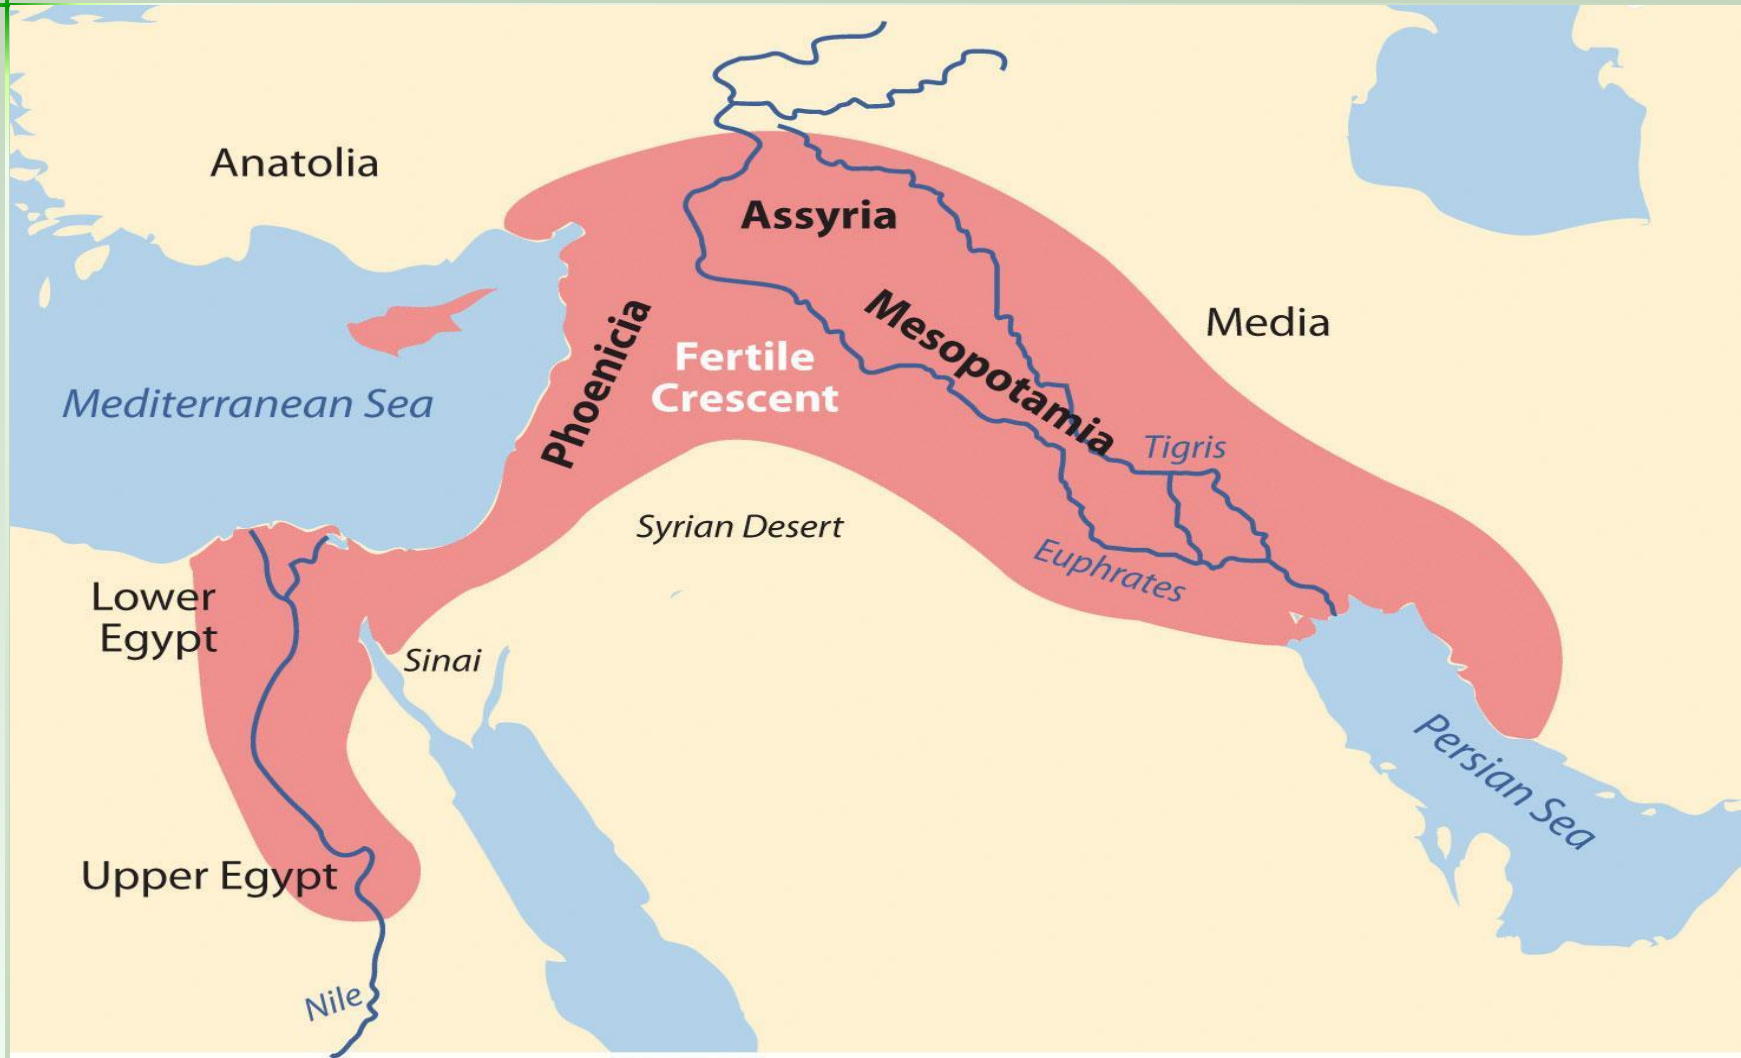 Anatolia
Assyria
Mesopotamia
Media
Phoenicia
Fertile
Crescent
Mediterranean Sea
Tigris
Syrian Desert
Euphrates
Lower
Egypt
Sinai
Persian Sea
Upper Egypt
Nile